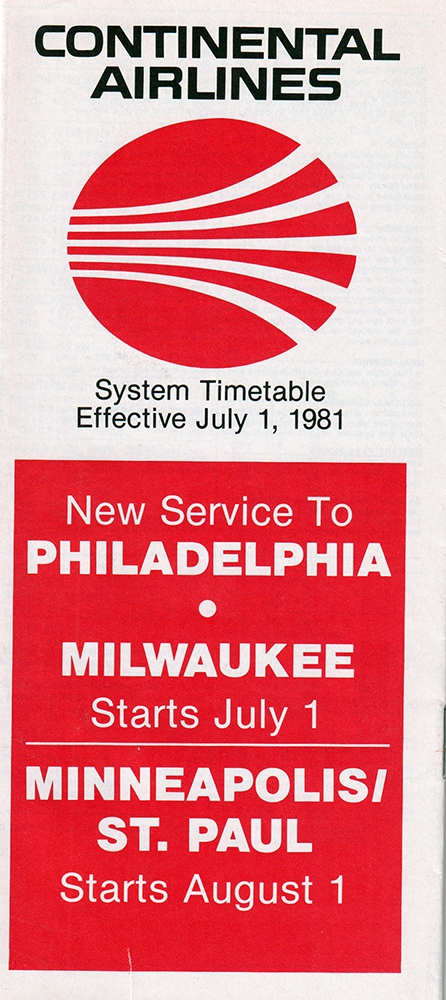 CONTINENTAL
AIRLINES
System Timetable
Effective July 1, 1981
New Service To
PHILADELPHIA
•
MILWAUKEE
Starts July 1
MINNEAPOLIS/
ST. PAUL
Starts August 1